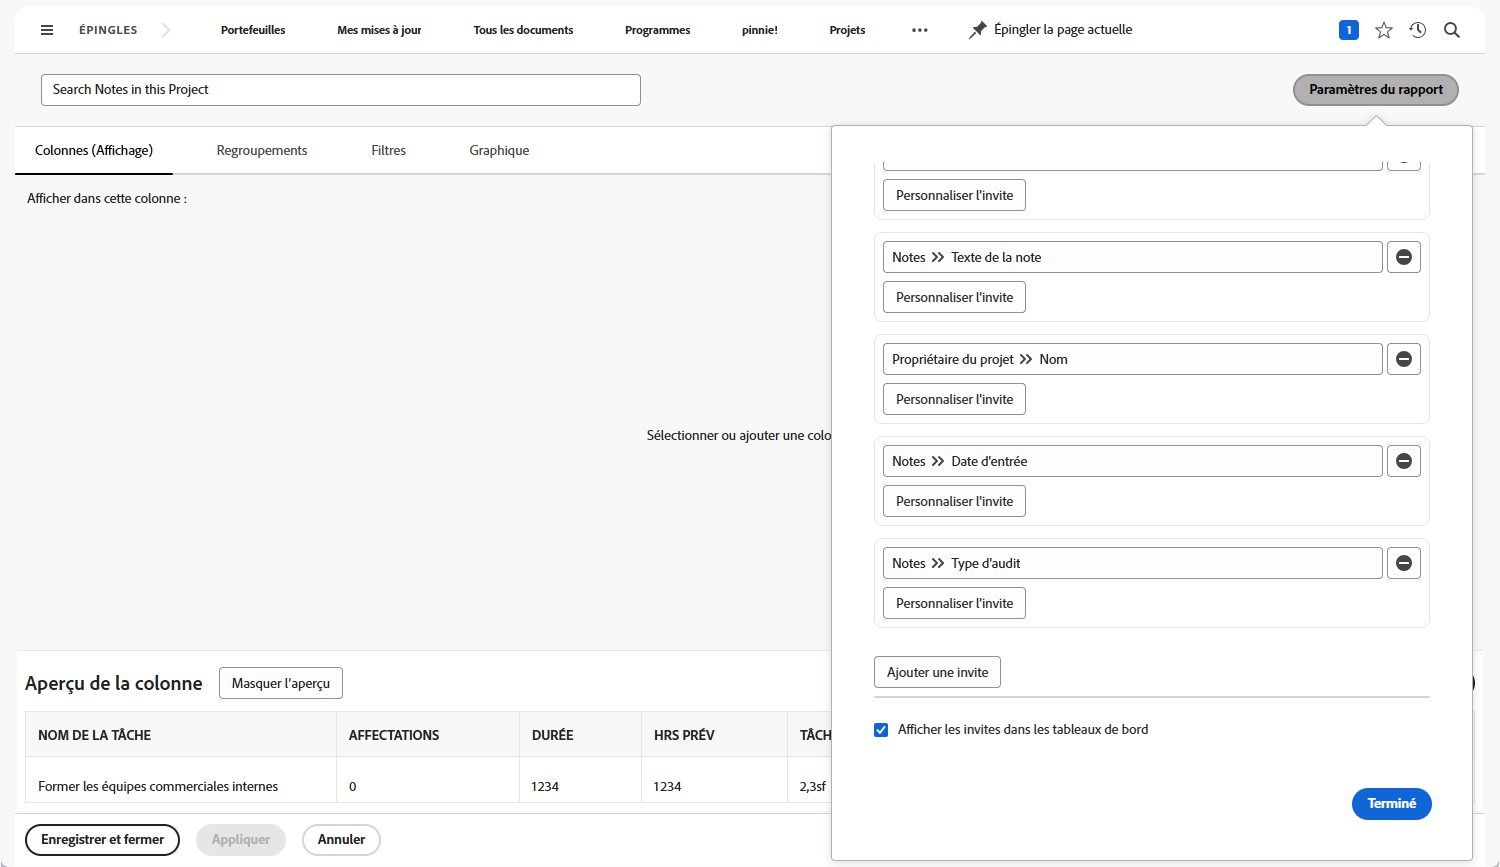 ÉPINGLES
Portefeuilles
Mes mises à jour
Tous les documents
Programmes
pinnie!
Projets
Épingler la page actuelle
1
Search Notes in this Project
Paramètres du rapport
Colonnes (Affichage)
Regroupements
Filtres
Graphique
Afficher dans cette colonne :
Sélectionner ou ajouter une colo
Personnaliser l'invite
Notes >> Texte de la note
Personnaliser l'invite
Propriétaire du projet >> Nom
Personnaliser l'invite
Notes >> Date d'entrée
Personnaliser l'invite
Notes >> Type d'audit
Personnaliser l'invite
Ajouter une invite
Afficher les invites dans les tableaux de bord
Terminé
Aperçu de la colonne
Masquer l'aperçu
NOM DE LA TÂCHE
AFFECTATIONS
DURÉE
HRS PRÉV
TÂCH
Former les équipes commerciales internes
0
1234
1234
2,3sf
Enregistrer et fermer
Appliquer
Annuler